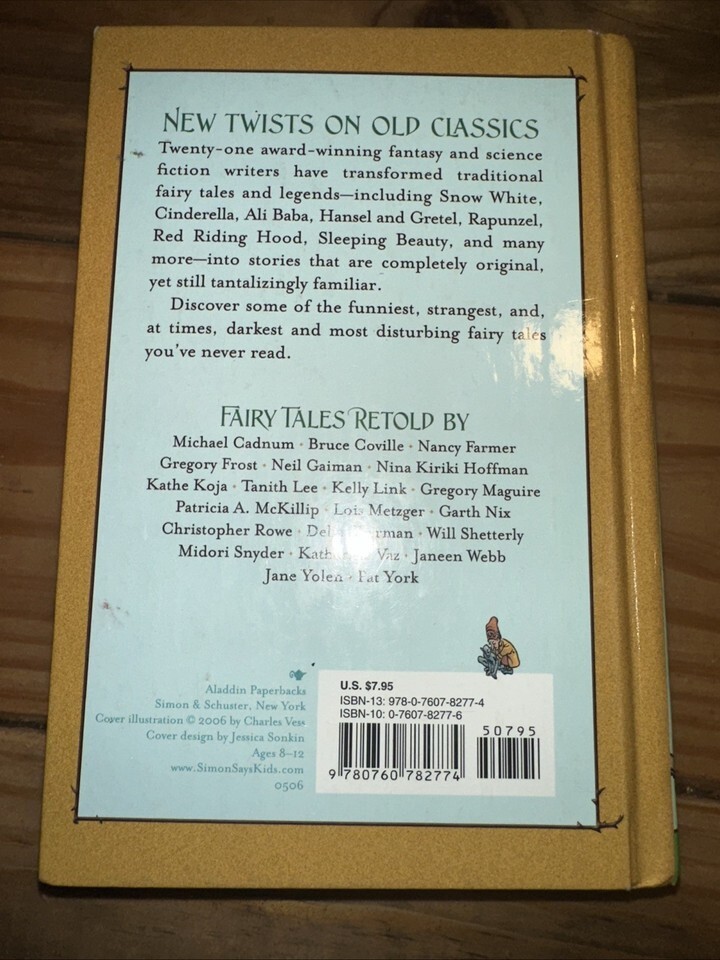 NEW TWISTS ON OLD CLASSICS
Twenty-one award-winning fantasy and science
fiction writers have transformed traditional
fairy tales and legends—including Snow White,
Cinderella, Ali Baba, Hansel and Gretel, Rapunzel,
Red Riding Hood, Sleeping Beauty, and many
more—into stories that are completely original,
yet still tantalizingly familiar.
Discover some of the funniest, strangest, and,
at times, darkest and most disturbing fairy tales
you've never read.
FAIRY TALES RETOLD BY
Michael Cadnum • Bruce Coville • Nancy Farmer
Gregory Frost • Neil Gaiman • Nina Kiriki Hoffman
Kathe Koja • Tanith Lee • Kelly Link • Gregory Maguire
Patricia A. McKillip • Lois Metzger • Garth Nix
Christopher Rowe • • Will Shetterly
Midori Snyder • Vaz • Janeen Webb
Jane Yolen • Pat York
Aladdin Paperbacks
Simon & Schuster, New York
Cover illustration © 2006 by Charles Vess
Cover design by Jessica Sonkin
Ages 8–12
www.SimonSaysKids.com
0506
U.S. $7.95
ISBN-13: 978-0-7607-8277-4
ISBN-10: 0-7607-8277-6
50795
9 780760 782774